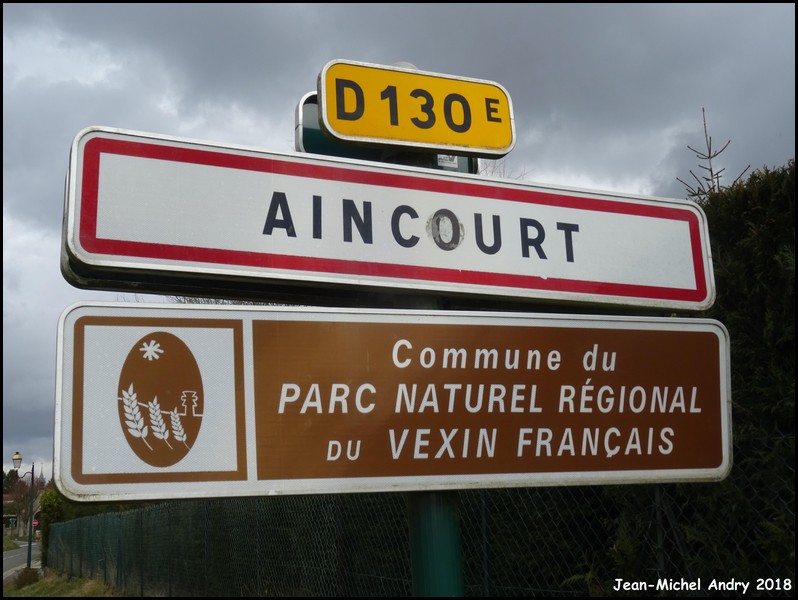 D130E
AINCOURT
Commune du
PARC NATUREL RÉGIONAL
DU VEXIN FRANÇAIS
Jean-Michel Andry 2018